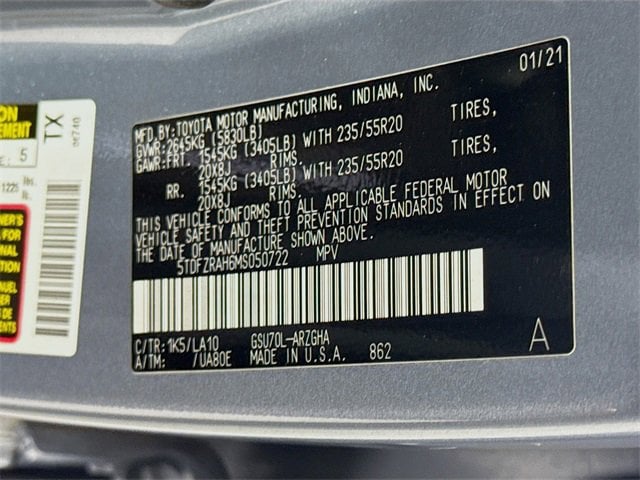 01/21
MFD.BY:TOYOTA MOTOR MANUFACTURING, INDIANA, INC.
GVWR:2645KG (5830LB)
GAWR:FRT. 1545KG (3405LB) WITH 235/55R20 TIRES,
20X8J RIMS
RR. 1545KG (3405LB) WITH 235/55R20 TIRES,
20X8J RIMS
THIS VEHICLE CONFORMS TO ALL APPLICABLE FEDERAL MOTOR
VEHICLE SAFETY AND THEFT PREVENTION STANDARDS IN EFFECT ON
THE DATE OF MANUFACTURE SHOWN ABOVE.
5TDFZRAH6MS050722 MPV
C/TR: 1K5/LA10 GSU70L-ARZGHA
A/TM: /UA80E MADE IN U.S.A. 862
A
TX
5
1225 lbs.